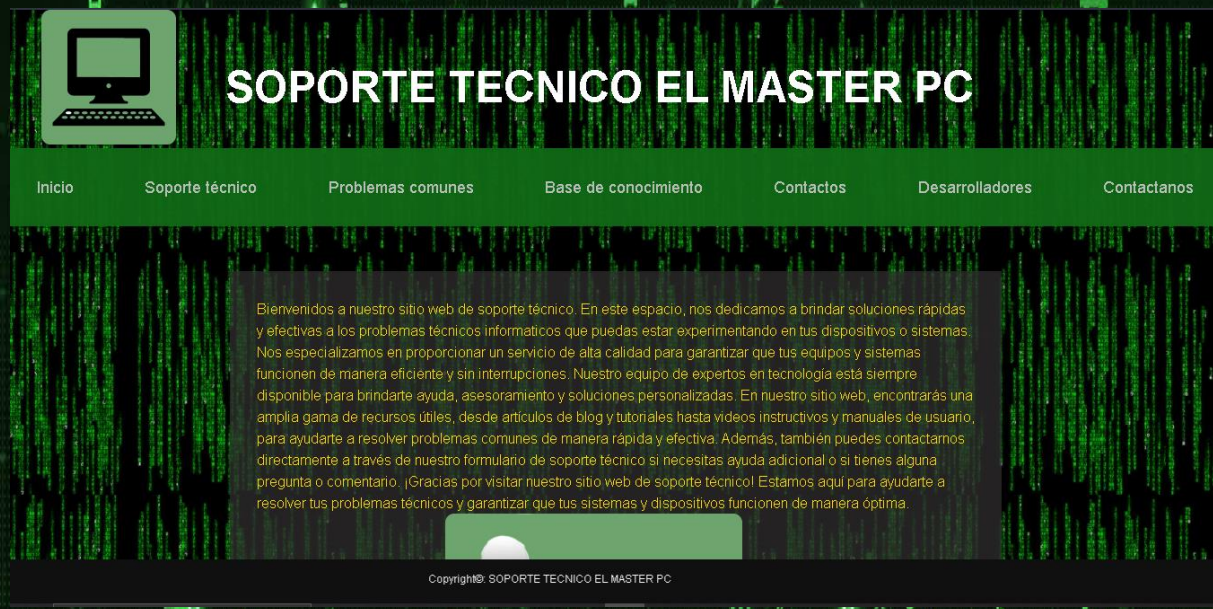 SOPORTE TECNICO EL MASTER PC
Inicio Soporte técnico Problemas comunes Base de conocimiento Contactos Desarrolladores Contactanos
Bienvenidos a nuestro sitio web de soporte técnico. En este espacio, nos dedicamos a brindar soluciones rápidas
y efectivas a los problemas técnicos informaticos que puedas estar experimentando en tus dispositivos o sistemas.
Nos especializamos en proporcionar un servicio de alta calidad para garantizar que tus equipos y sistemas
funcionen de manera eficiente y sin interrupciones. Nuestro equipo de expertos en tecnología está siempre
disponible para brindarte ayuda, asesoramiento y soluciones personalizadas. En nuestro sitio web, encontrarás una
amplia gama de recursos útiles, desde artículos de blog y tutoriales hasta videos instructivos y manuales de usuario,
para ayudarte a resolver problemas comunes de manera rápida y efectiva. Además, también puedes contactarnos
directamente a través de nuestro formulario de soporte técnico si necesitas ayuda adicional o si tienes alguna
pregunta o comentario. ¡Gracias por visitar nuestro sitio web de soporte técnico! Estamos aquí para ayudarte a
resolver tus problemas técnicos y garantizar que tus sistemas y dispositivos funcionen de manera óptima.
Copyright©: SOPORTE TECNICO EL MASTER PC